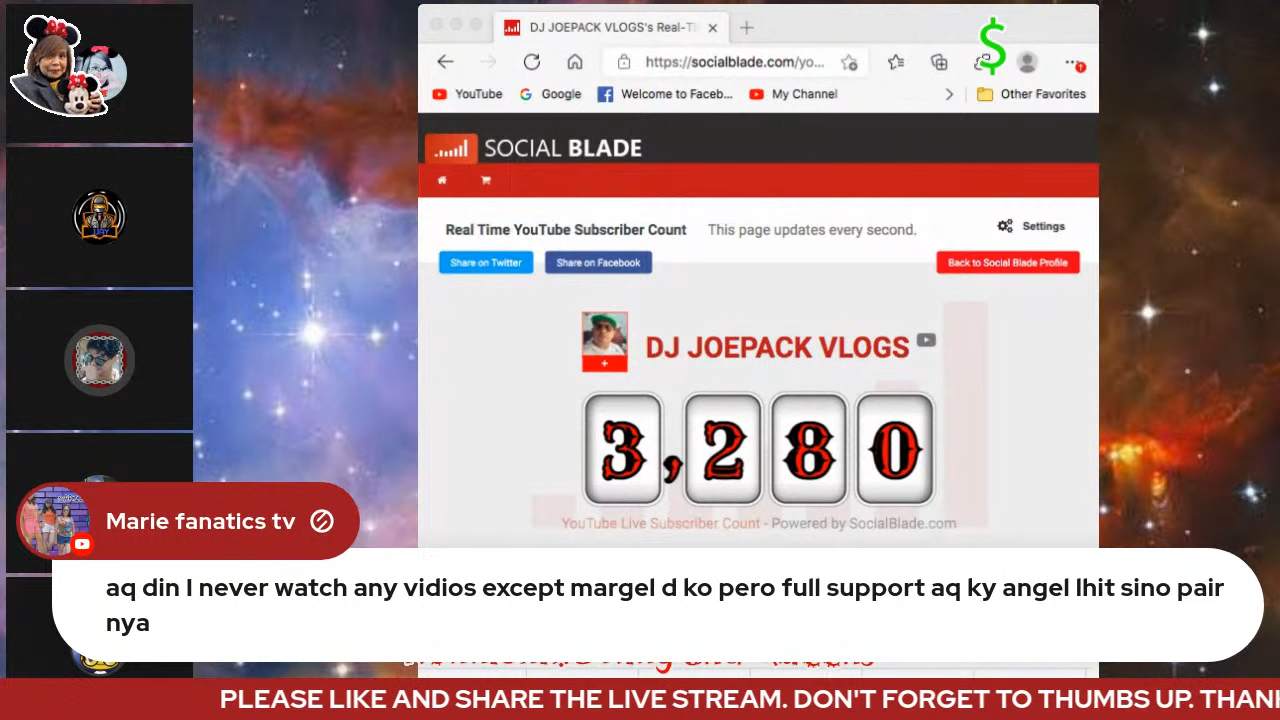 DJ JOEPACK VLOGS's Real-Ti
$
https://socialblade.com/yo...
YouTube
Google
Welcome to Faceb...
My Channel
Other Favorites
SOCIAL BLADE
Real Time YouTube Subscriber Count
This page updates every second.
Settings
Share on Twitter
Share on Facebook
Back to Social Blade Profile
DJ JOEPACK VLOGS
3,280
YouTube Live Subscriber Count - Powered by SocialBlade.com
Marie fanatics tv
aq din I never watch any vidios except margel d ko pero full support aq ky angel lhit sino pair
nya
PLEASE LIKE AND SHARE THE LIVE STREAM. DON'T FORGET TO THUMBS UP. THAN